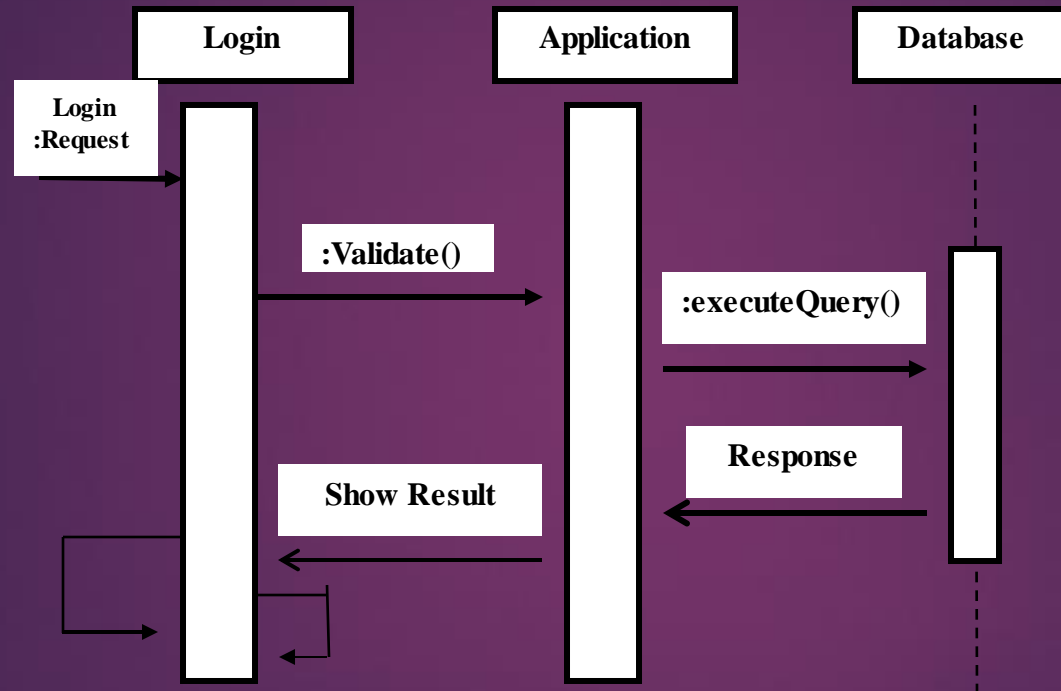 Login
Application
Database
Login
:Request
:Validate()
:executeQuery()
Response
Show Result